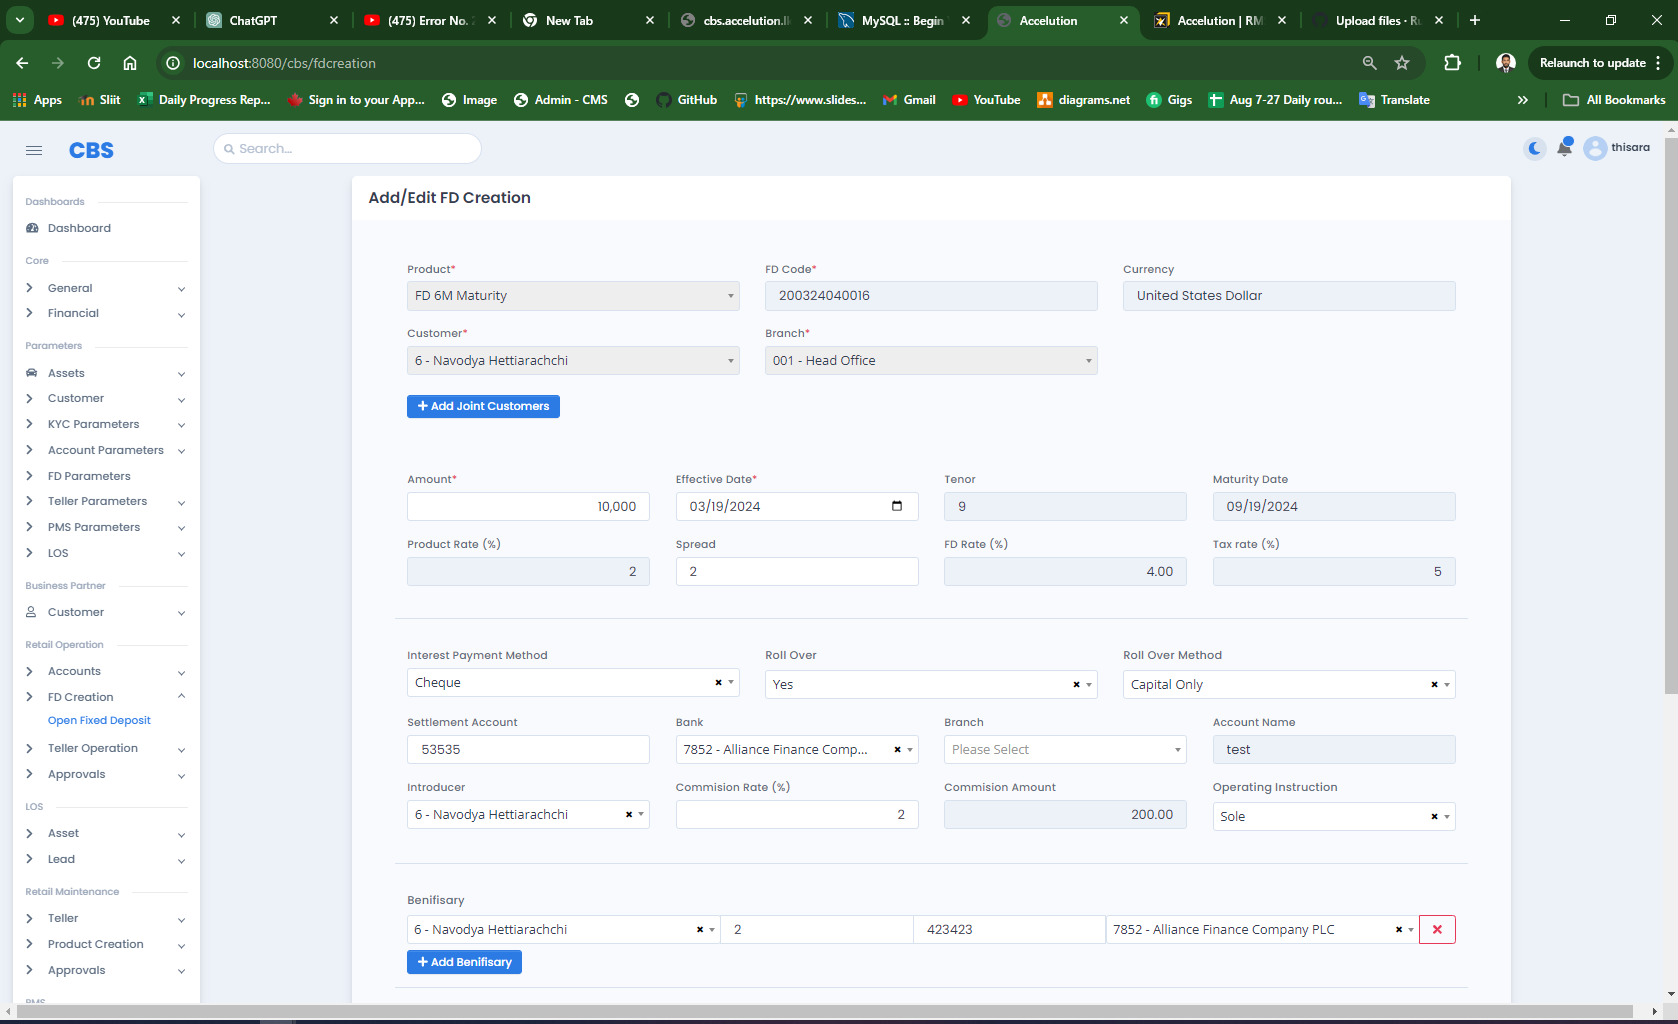 (475) YouTube
ChatGPT
(475) Error No. 2
New Tab
cbs.accelution.l
MySQL :: Begin
Accelution
Accelution | RM
Upload files · R
localhost:8080/cbs/fdcreation
Relaunch to update
Apps
Sliit
Daily Progress Rep...
Sign in to your App...
Image
Admin - CMS
GitHub
https://www.slides...
Gmail
YouTube
diagrams.net
Gigs
Aug 7-27 Daily rou...
Translate
All Bookmarks
CBS
Search...
thisara
Dashboards
Dashboard
Core
General
Financial
Parameters
Assets
Customer
KYC Parameters
Account Parameters
FD Parameters
Teller Parameters
PMS Parameters
LOS
Business Partner
Customer
Retail Operation
Accounts
FD Creation
Open Fixed Deposit
Teller Operation
Approvals
LOS
Asset
Lead
Retail Maintenance
Teller
Product Creation
Approvals
PMS
Add/Edit FD Creation
Product* FD Code* Currency
FD 6M Maturity 200324040016 United States Dollar
Customer* Branch*
6 - Navodya Hettiarachchi 001 - Head Office
+ Add Joint Customers
Amount* Effective Date* Tenor Maturity Date
10,000 03/19/2024 9 09/19/2024
Product Rate (%) Spread FD Rate (%) Tax rate (%)
2 2 4.00 5
Interest Payment Method Roll Over Roll Over Method
Cheque Yes Capital Only
Settlement Account Bank Branch Account Name
53535 7852 - Alliance Finance Comp... Please Select test
Introducer Commision Rate (%) Commision Amount Operating Instruction
6 - Navodya Hettiarachchi 2 200.00 Sole
Benifisary
6 - Navodya Hettiarachchi 2 423423 7852 - Alliance Finance Company PLC
+ Add Benifisary